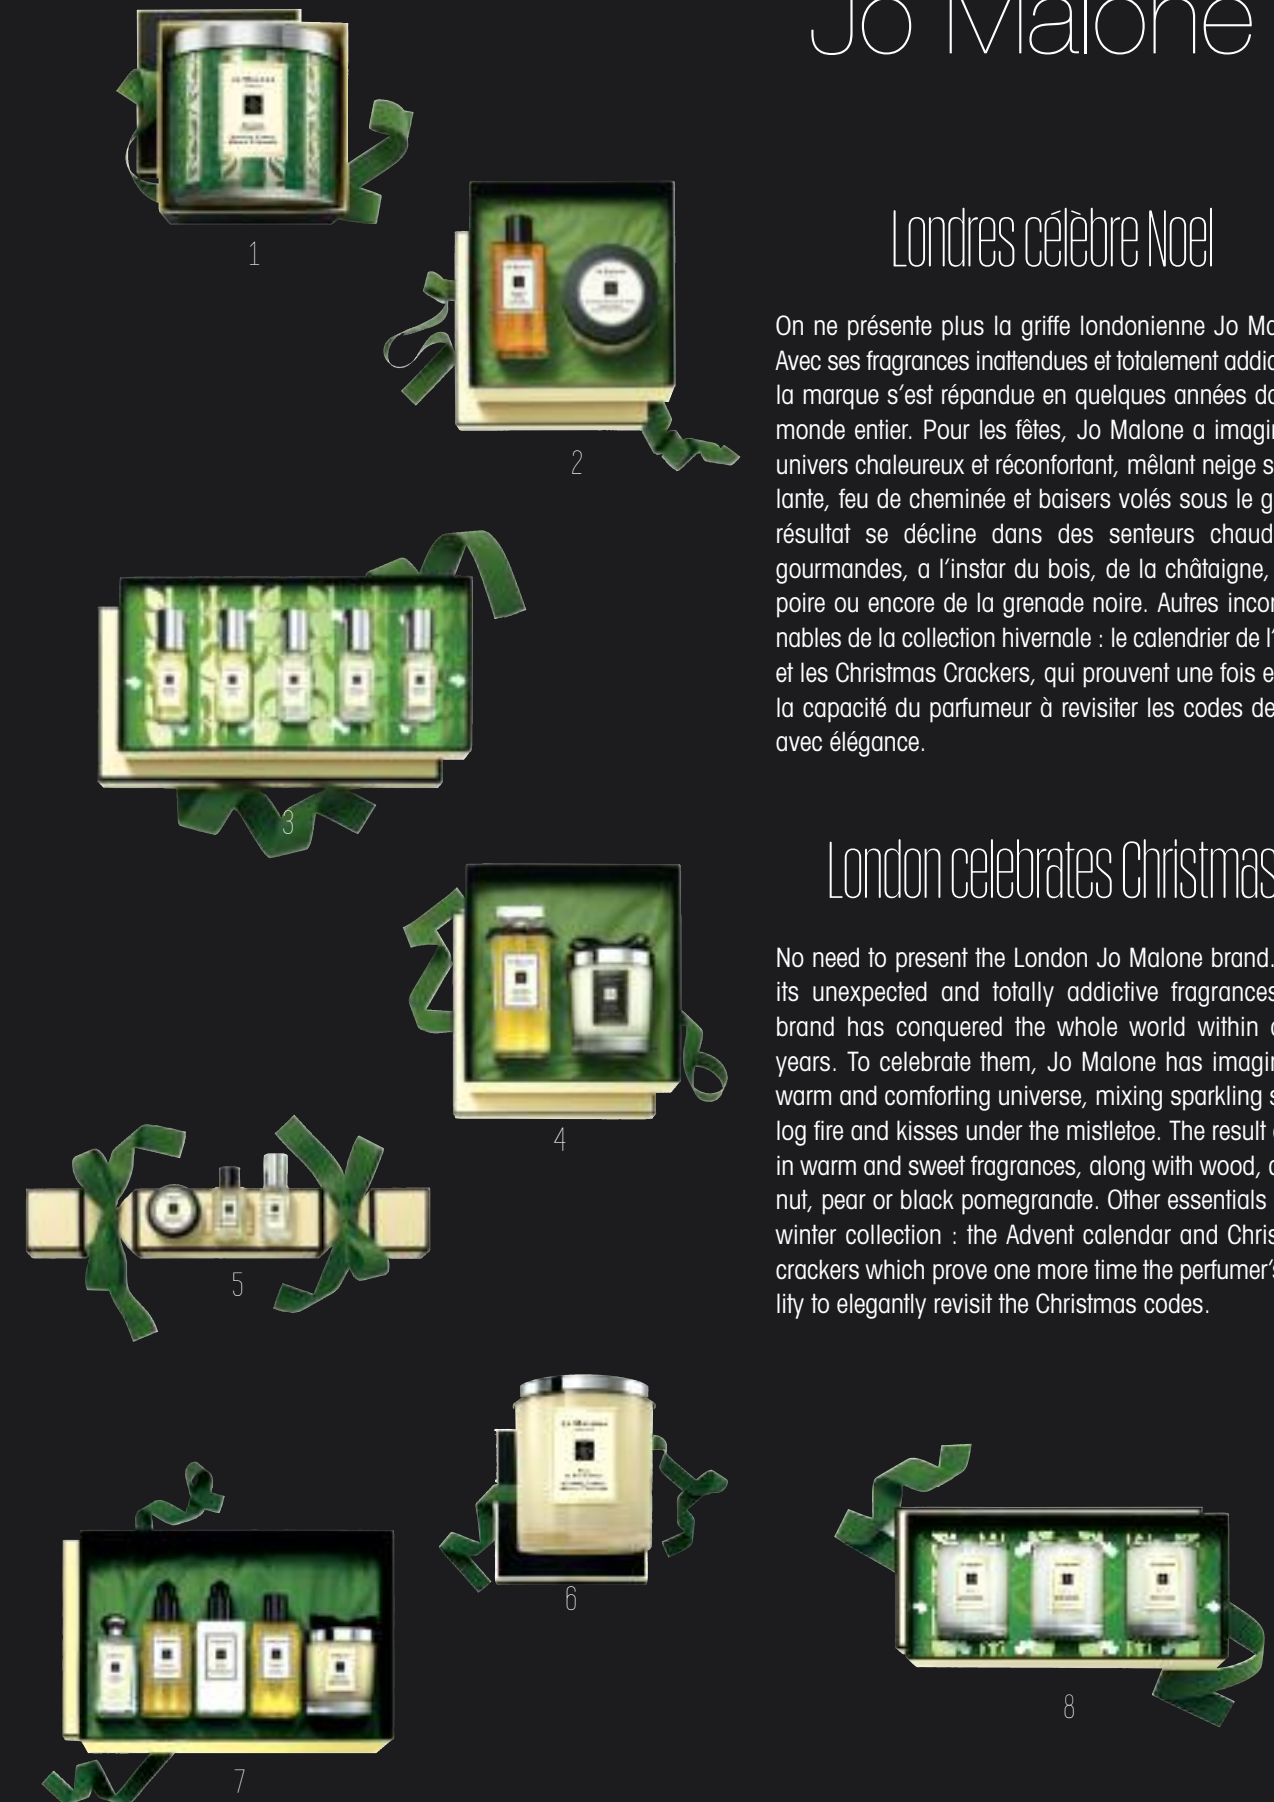 Jo Malone
1
2
3
4
5
6
7
8
Londres célèbre Noel
On ne présente plus la griffe londonienne Jo
Avec ses fragrances inattendues et totalement
la marque s’est répandue en quelques années
monde entier. Pour les fêtes, Jo Malone a
univers chaleureux et réconfortant, mêlant neige
lante, feu de cheminée et baisers volés sous le
résultat se décline dans des senteurs
gourmandes, a l’instar du bois, de la châtaigne,
poire ou encore de la grenade noire. Autres
nables de la collection hivernale : le calendrier de
et les Christmas Crackers, qui prouvent une fois
la capacité du parfumeur à revisiter les codes
avec élégance.
London celebrates Christmas
No need to present the London Jo Malone brand.
its unexpected and totally addictive fragrances
brand has conquered the whole world within
years. To celebrate them, Jo Malone has
warm and comforting universe, mixing sparkling
log fire and kisses under the mistletoe. The result
in warm and sweet fragrances, along with wood,
nut, pear or black pomegranate. Other essentials
winter collection : the Advent calendar and
crackers which prove one more time the perfumer’s
lity to elegantly revisit the Christmas codes.